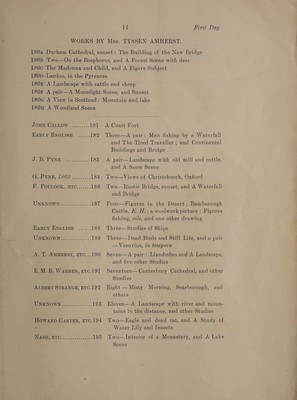 11 First Day
WORKS BY MRS. TYSSEN AMHERST.
180A Durham Cathedral, sunset: The Building of the New Bridge
180B Two—On the Bosphorus, and A Forest Scene with deer
180C The Madonna and Child, and A Figure Subject
180D Luzdan, in the Pyrenees
180E A Landscape with cattle and sheep
180F A pair—A Moonlight Scene, and Sunset
180G A View in Scotland: Mountain and lake
180H A Woodland Scene
JOHN CALLOW .........181 A Coast Fort
EARLY ENGLISH ......182 Three—A pair: Men fishing by a Waterfall
and The Tired Traveller; and Continental
Buildings and Bridge
J. B. PYNE ............183 A pair—Landscape with old mill and cattle,
and A Snow Scene
G. PYNE, 1863 .........184 Two—Views of Christchurch, Oxford
F. POLLOCK, ETC.......186 Two—Rustic Bridge, sunset, and A Waterfall
and Bridge
UNKNOWN ............187 Four—Figures in the Desert; Bamborough
Castle, E. H.; a woolwork picture; Figures
fishing, oils, and one other drawing
EARLY ENGLISH ......188 Three—Studies of Ships
UNKNOWN ............189 Three—Dead Birds and Still Life, and a pair
—Vesuvius, in tempera
A. T. AMHERST, ETC. 190 Seven—A pair: Llandudno and A Landscape,
and five other Studies
E. M. B. WARREN, ETC. 191 Seventeen—Canterbury Cathedral, and other
Studies
ALBERT STRANGE, ETC. 192 Eight—Misty Morning, Scarborough, and
others
UNKNOWN ............193 Eleven—A Landscape with river and moun-
tains in the distance, and other Studies
HOWARD CARTER, ETC. 194 Two—Eagle and dead rat, and A Study of
Water Lily and Insects
NASH, ETC...............195 Two—Interior of a Monastery, and A Lake
Scene